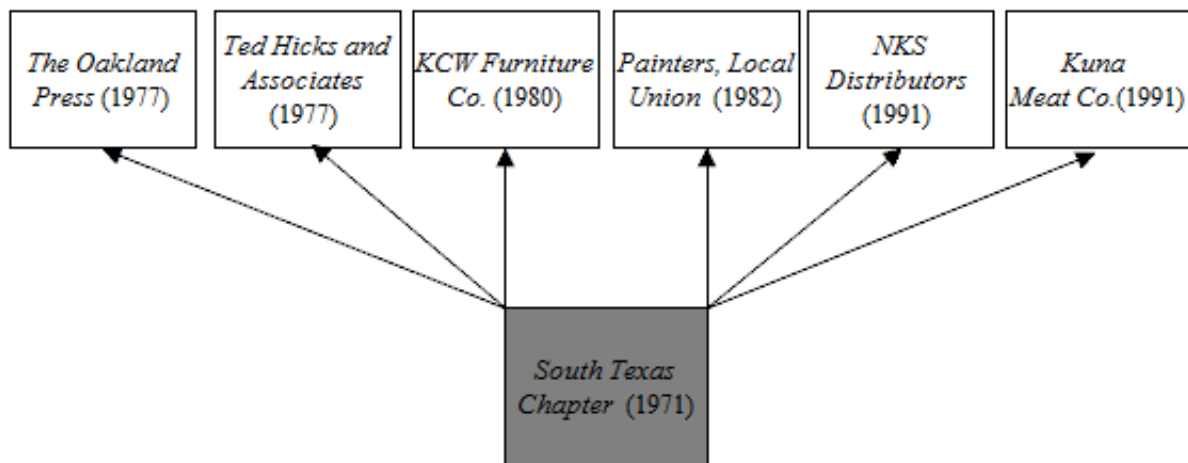 The Oakland
Press (1977)
Ted Hicks and
Associates
(1977)
KCW Furniture
Co. (1980)
Painters, Local
Union (1982)
NKS
Distributors
(1991)
Kuna
Meat Co.(1991)
South Texas
Chapter (1971)